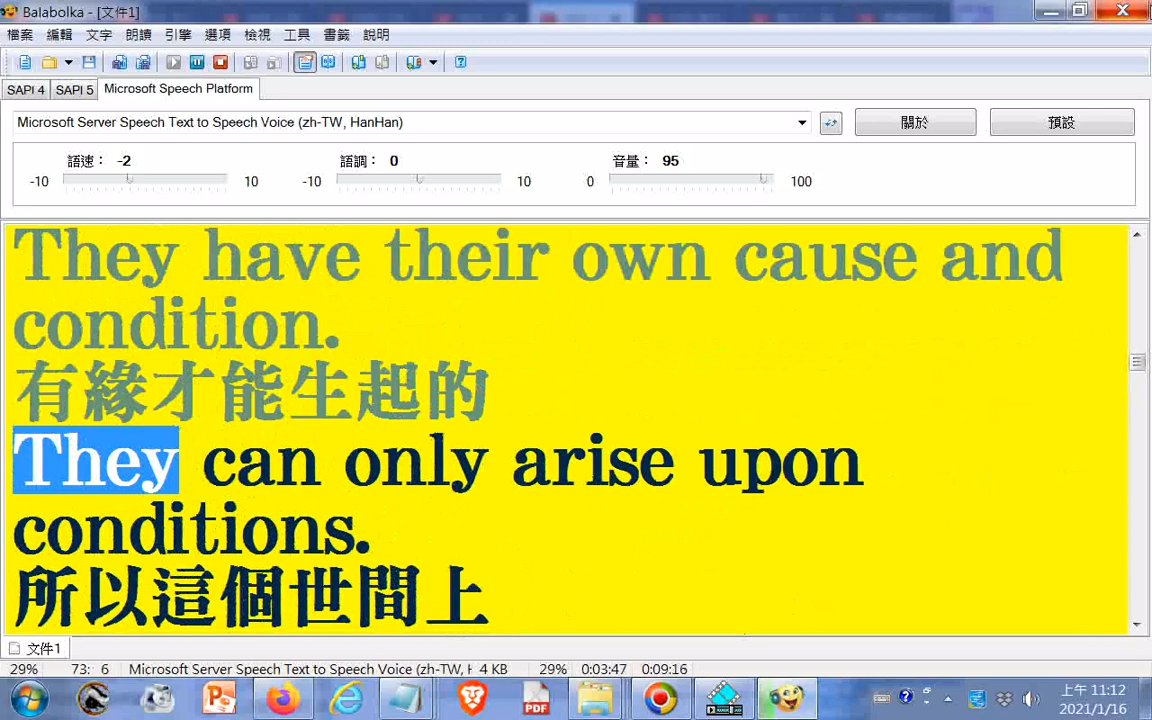 Balabolka - [文件1]
檔案 編輯 文字 朗讀 引擎 選項 檢視 工具 書籤 說明
SAPI 4 SAPI 5 Microsoft Speech Platform
Microsoft Server Speech Text to Speech Voice (zh-TW, HanHan) 關於 預設
語速： -2 語調： 0 音量： 95
-10 10 -10 10 0 100
They have their own cause and
condition.
有緣才能生起的
They can only arise upon
conditions.
所以這個世間上
文件1
29% 73: 6 Microsoft Server Speech Text to Speech Voice (zh-TW, 4 KB 29% 0:03:47 0:09:16
PDF
上午 11:12
2021/1/16